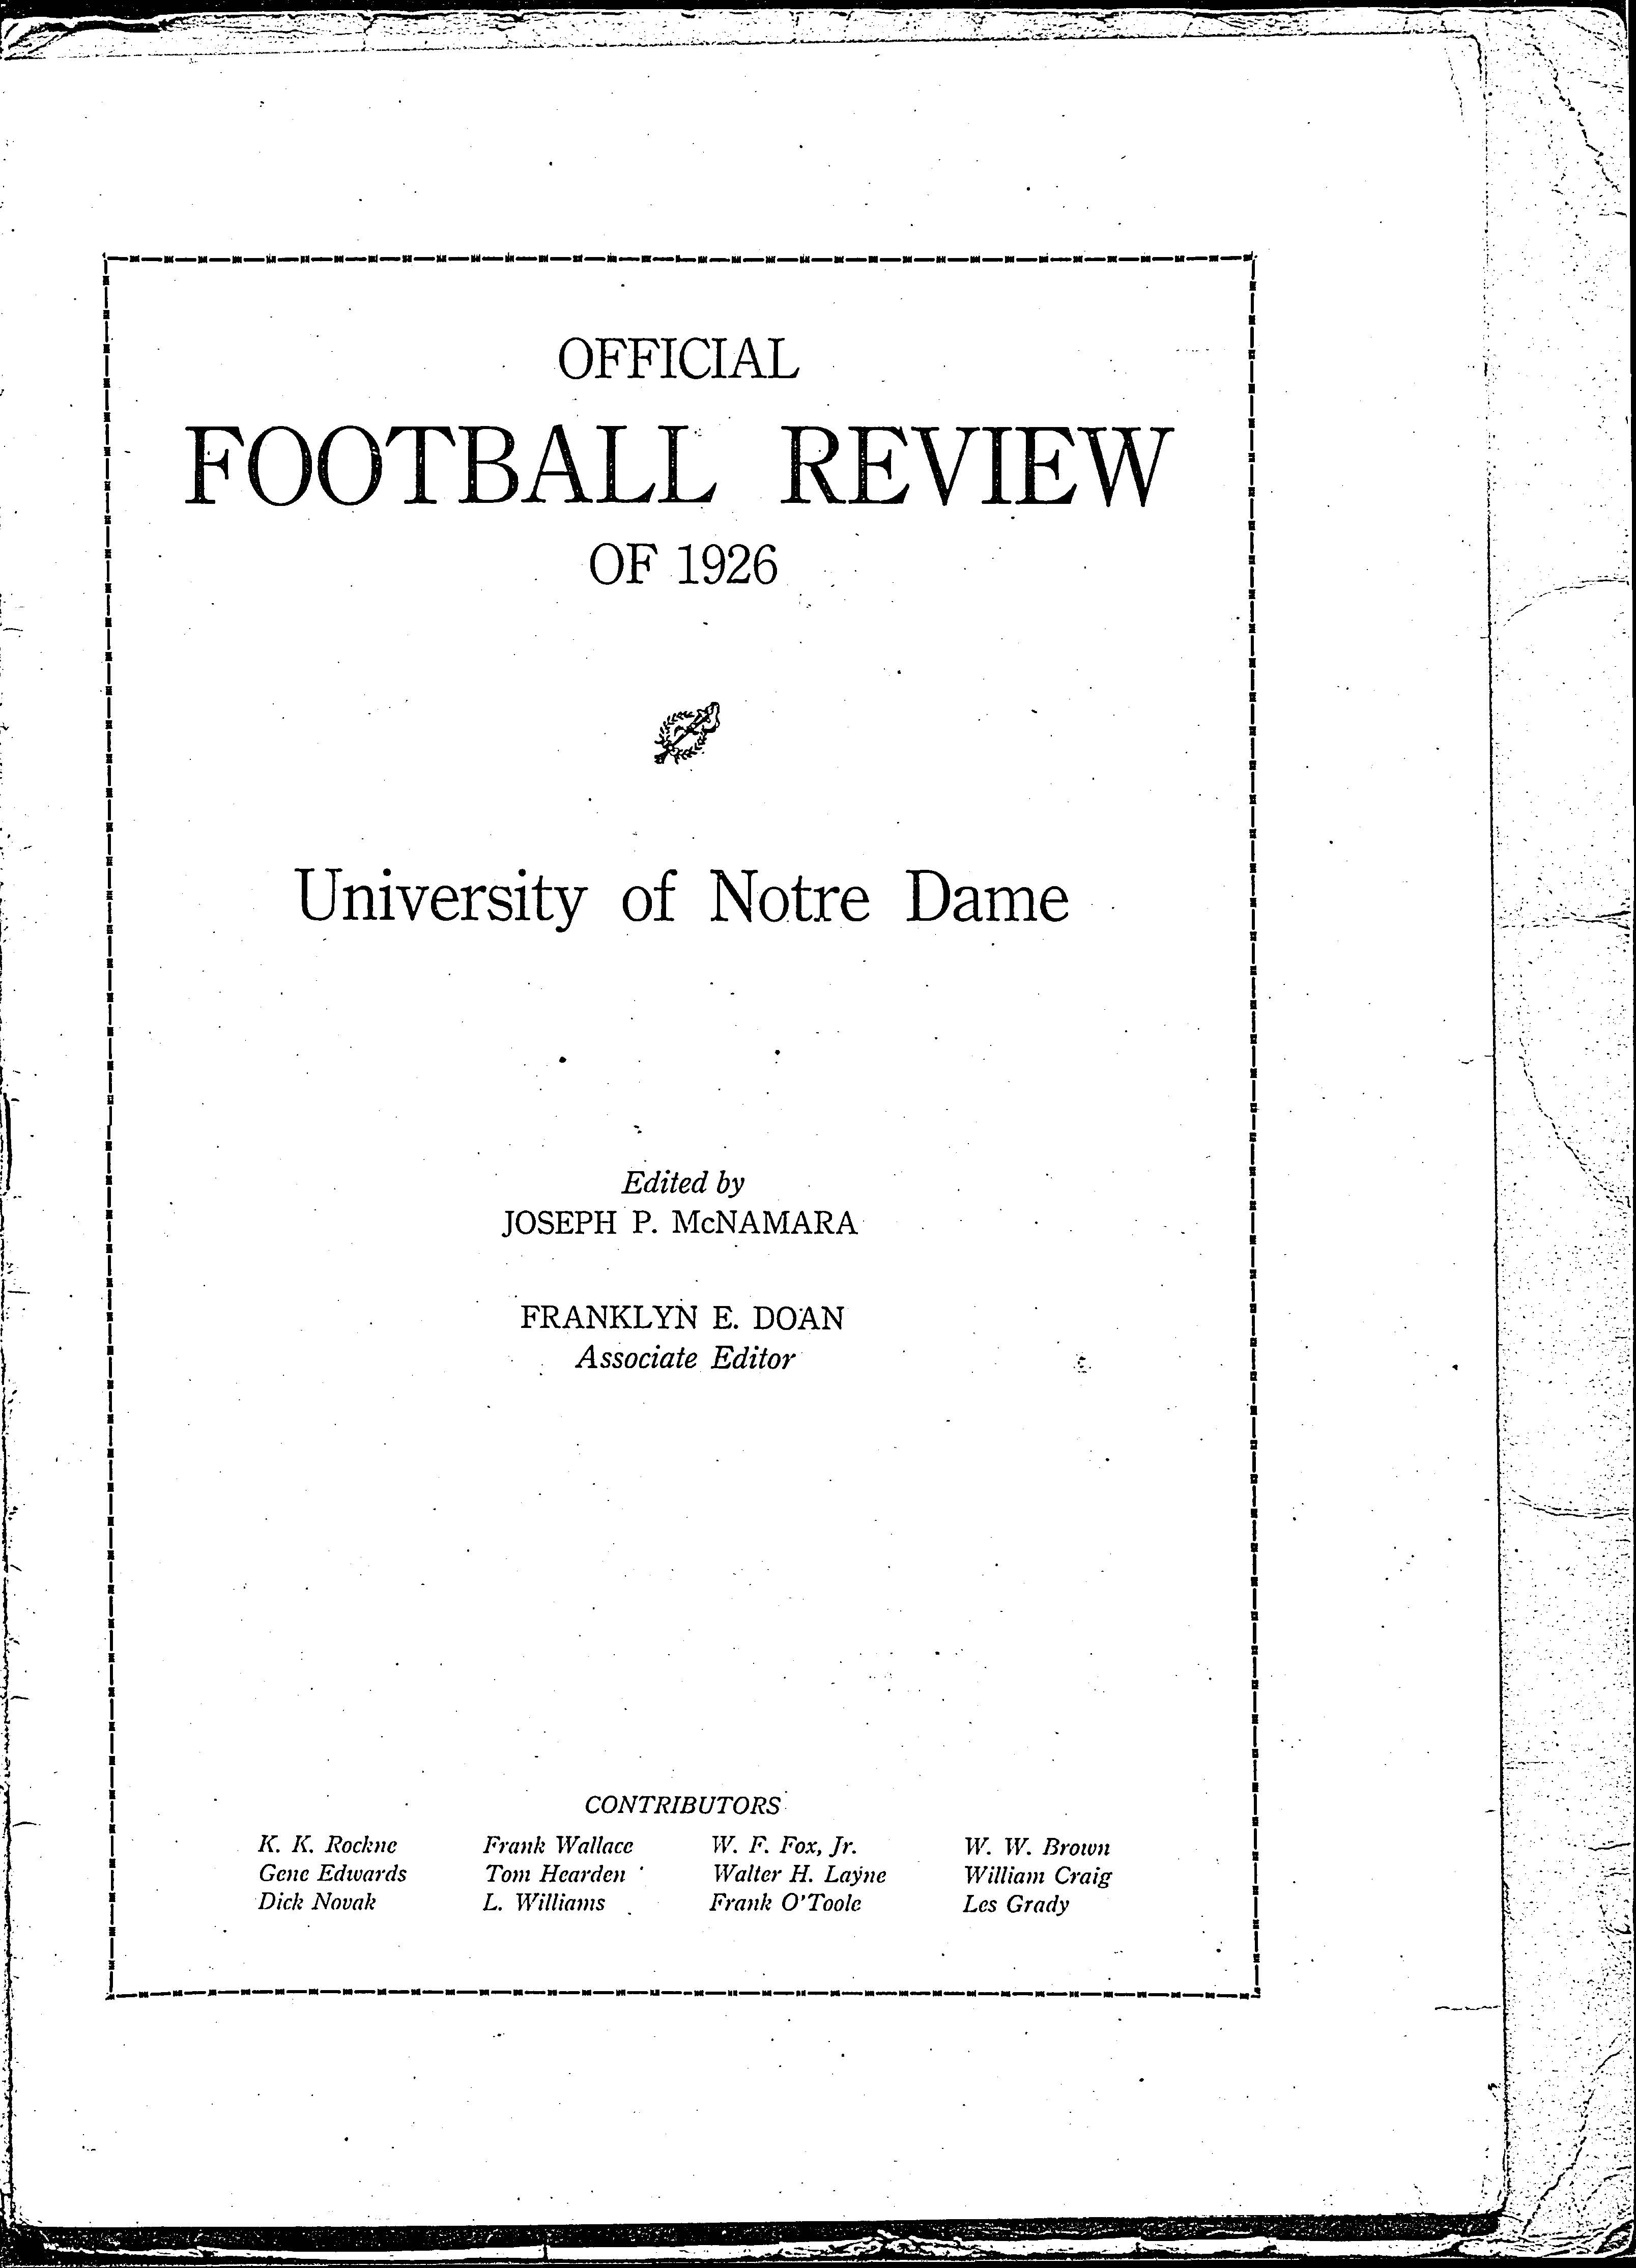 OFFICIAL
FOOTBALL REVIEW
OF 1926
University of Notre Dame
Edited by
JOSEPH P. McNAMARA
FRANKLYN E. DOAN
Associate Editor
CONTRIBUTORS
K. K. Rockne Frank Wallace W. F. Fox, Jr. W. W. Brown
Gene Edwards Tom Hearden Walter H. Layne William Craig
Dick Novak L. Williams Frank O'Toole Les Grady